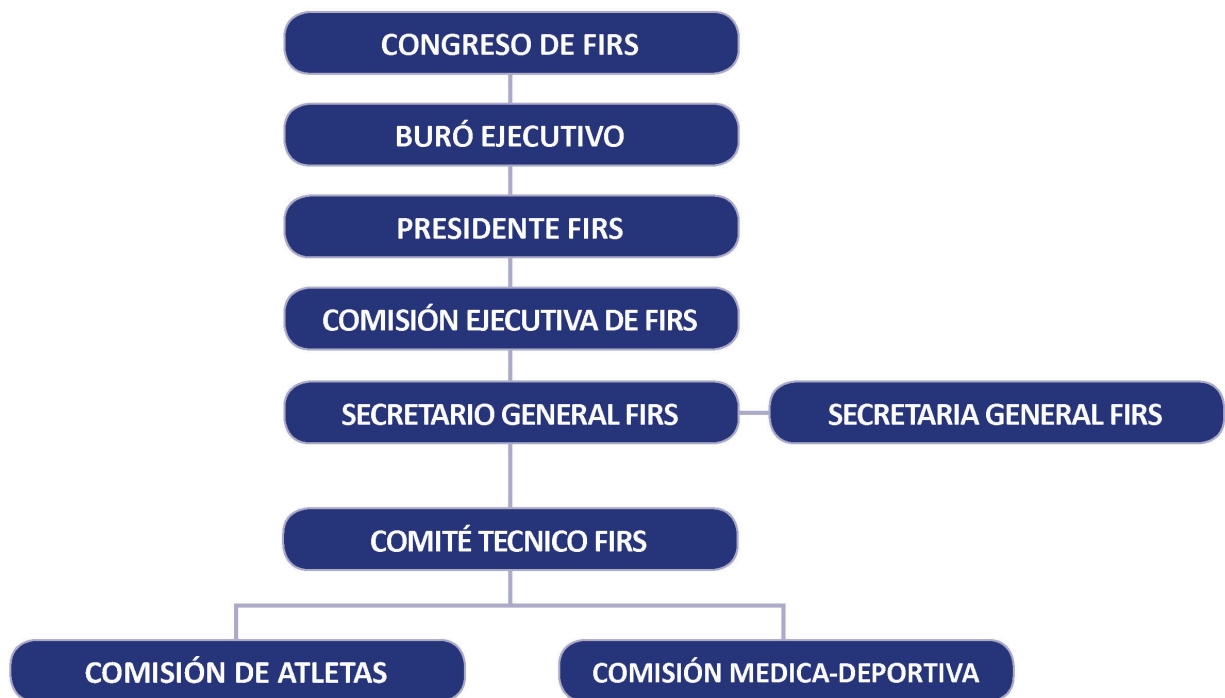 CONGRESO DE FIRS
BURÓ EJECUTIVO
PRESIDENTE FIRS
COMISIÓN EJECUTIVA DE FIRS
SECRETARIO GENERAL FIRS
SECRETARIA GENERAL FIRS
COMITÉ TECNICO FIRS
COMISIÓN DE ATLETAS
COMISIÓN MEDICA-DEPORTIVA